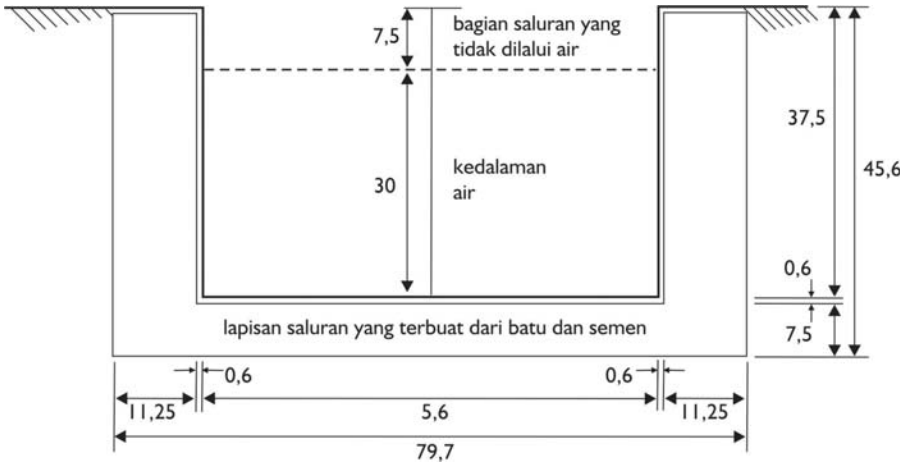 7,5
bagian saluran yang
tidak dilalui air
37,5
45,6
30
kedalaman
air
0,6
7,5
lapisan saluran yang terbuat dari batu dan semen
0,6
0,6
11,25
5,6
11,25
79,7